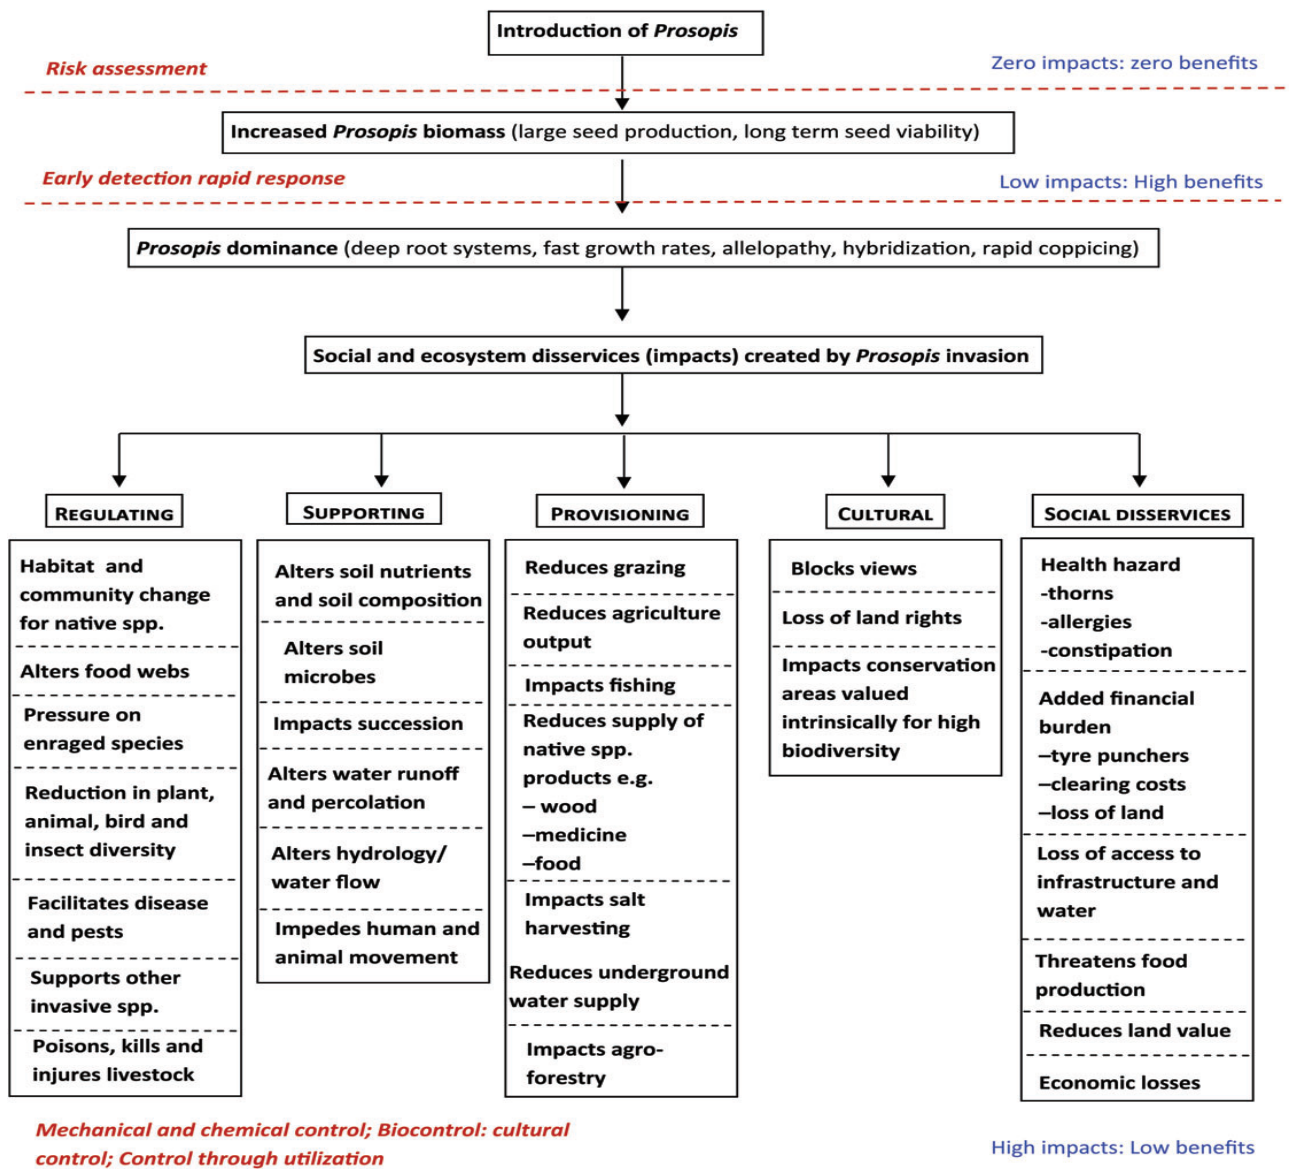 Introduction of Prosopis
Risk assessment
Zero impacts: zero benefits
Increased Prosopis biomass (large seed production, long term seed viability)
Early detection rapid response
Low impacts: High benefits
Prosopis dominance (deep root systems, fast growth rates, allelopathy, hybridization, rapid coppicing)
Social and ecosystem disservices (impacts) created by Prosopis invasion
REGULATING
Habitat and
community change
for native spp.
Alters food webs
Pressure on
enraged species
Reduction in plant,
animal, bird and
insect diversity
Facilitates disease
and pests
Supports other
invasive spp.
Poisons, kills and
injures livestock
SUPPORTING
Alters soil nutrients
and soil composition
Alters soil
microbes
Impacts succession
Alters water runoff
and percolation
Alters hydrology/
water flow
Impedes human and
animal movement
PROVISIONING
Reduces grazing
Reduces agriculture
output
Impacts fishing
Reduces supply of
native spp.
products e.g.
– wood
–medicine
–food
Impacts salt
harvesting
Reduces underground
water supply
Impacts agro-
forestry
CULTURAL
Blocks views
Loss of land rights
Impacts conservation
areas valued
intrinsically for high
biodiversity
SOCIAL DISSERVICES
Health hazard
-thorns
-allergies
-constipation
Added financial
burden
–tyre punchers
–clearing costs
–loss of land
Loss of access to
infrastructure and
water
Threatens food
production
Reduces land value
Economic losses
Mechanical and chemical control; Biocontrol: cultural
control; Control through utilization
High impacts: Low benefits